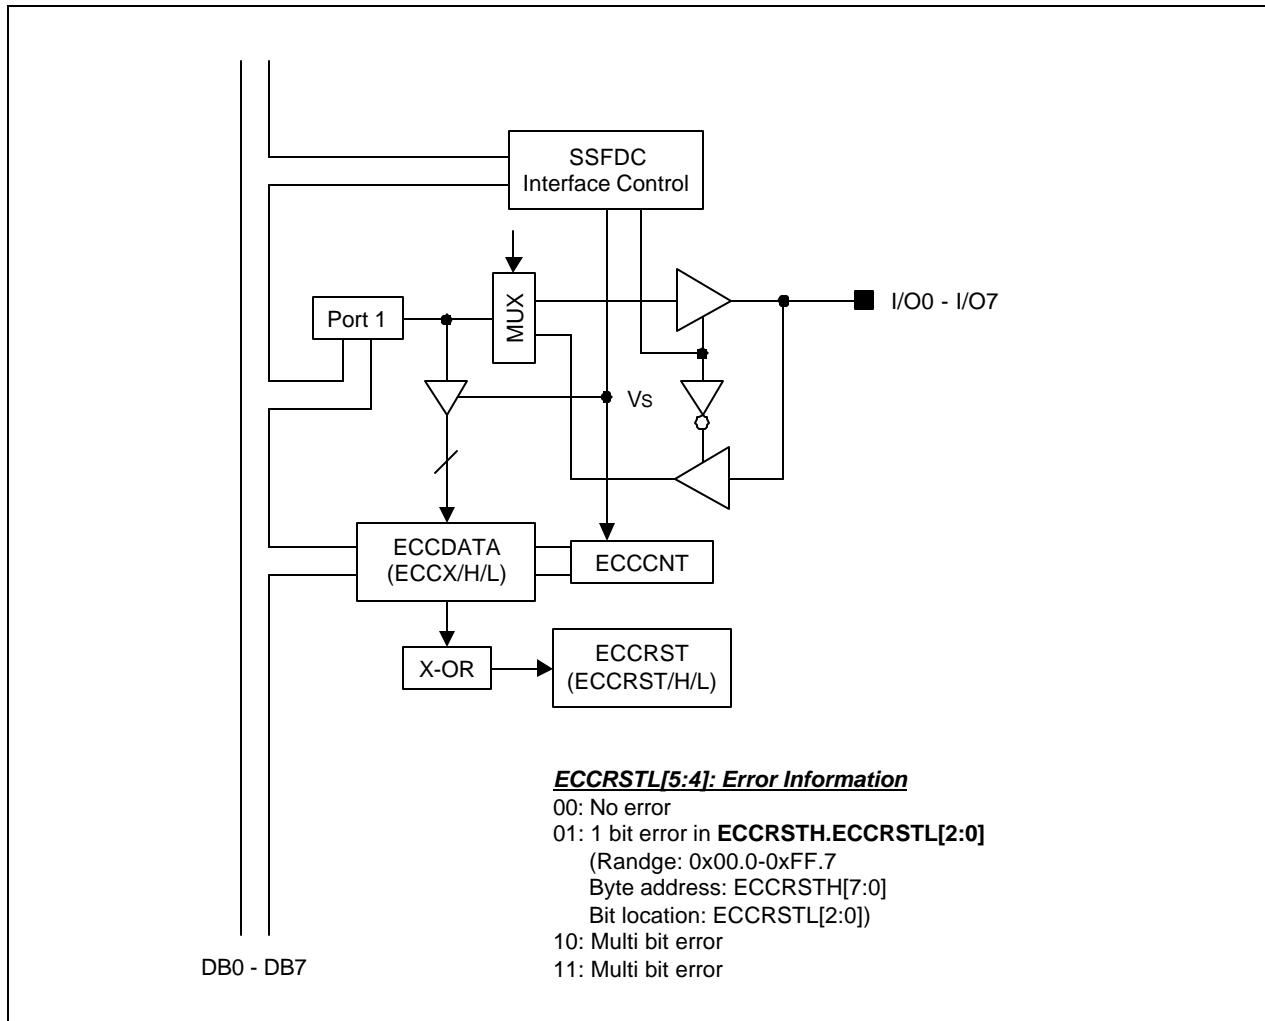 SSFDC
Interface Control
MUX
I/O0 - I/O7
Port 1
Vs
ECCDATA
(ECCX/H/L)
ECCCNT
X-OR
ECCRST
(ECCRST/H/L)
ECCRSTL[5:4]: Error Information
00: No error
01: 1 bit error in ECCRSTH.ECCRSTL[2:0]
(Randge: 0x00.0-0xFF.7
Byte address: ECCRSTH[7:0]
Bit location: ECCRSTL[2:0])
10: Multi bit error
11: Multi bit error
DB0 - DB7